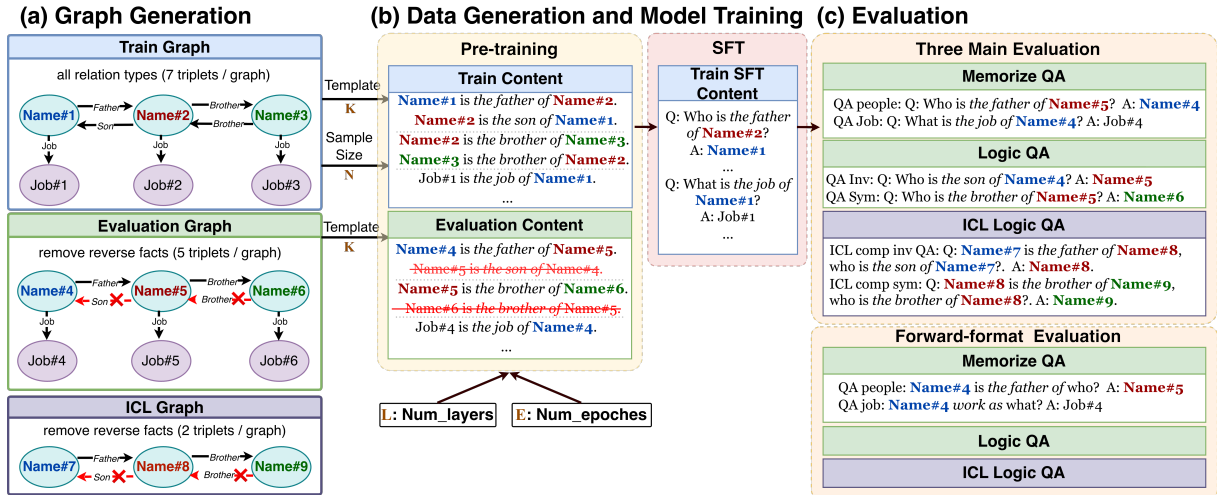 (a) Graph Generation
Train Graph
all relation types (7 triplets / graph)
Father
Brother
Name#1
Name#2
Name#3
Son
Brother
Job
Job
Job
Job#1
Job#2
Job#3
Evaluation Graph
remove reverse facts (5 triplets / graph)
Father
Brother
Name#4
Name#5
Name#6
Son
Brother
Job
Job
Job
Job#4
Job#5
Job#6
ICL Graph
remove reverse facts (2 triplets / graph)
Father
Brother
Name#7
Name#8
Name#9
Son
Brother
Template
K
Sample
Size
N
Template
K
(b) Data Generation and Model Training
Pre-training
Train Content
Name#1 is the father of Name#2.
Name#2 is the son of Name#1.
Name#2 is the brother of Name#3.
Name#3 is the brother of Name#2.
Job#1 is the job of Name#1.
...
Evaluation Content
Name#4 is the father of Name#5.
Name#5 is the son of Name#4.
Name#5 is the brother of Name#6.
Name#6 is the brother of Name#5.
Job#4 is the job of Name#4.
...
L: Num_layers
E: Num_epoches
SFT
Train SFT
Content
Q: Who is the father
of Name#2?
A: Name#1
...
Q: What is the job of
Name#1?
A: Job#1
...
(c) Evaluation
Three Main Evaluation
Memorize QA
QA people: Q: Who is the father of Name#5? A: Name#4
QA Job: Q: What is the job of Name#4? A: Job#4
Logic QA
QA Inv: Q: Who is the son of Name#4? A: Name#5
QA Sym: Q: Who is the brother of Name#5? A: Name#6
ICL Logic QA
ICL comp inv QA: Q: Name#7 is the father of Name#8,
who is the son of Name#7?. A: Name#8.
ICL comp sym: Q: Name#8 is the brother of Name#9,
who is the brother of Name#8?. A: Name#9.
Forward-format Evaluation
Memorize QA
QA people: Name#4 is the father of who? A: Name#5
QA job: Name#4 work as what? A: Job#4
Logic QA
ICL Logic QA